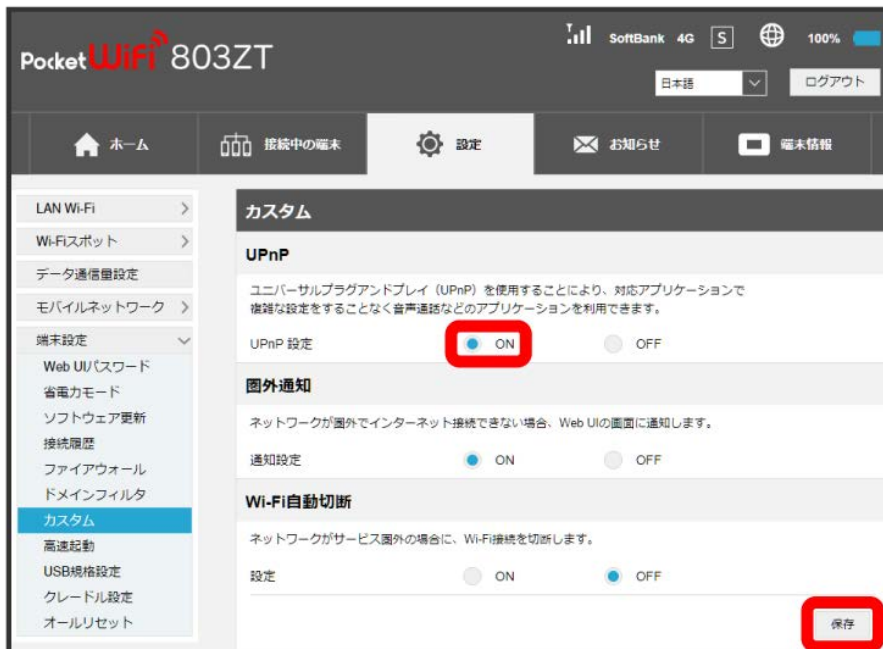 Pocket WiFi 803ZT
SoftBank 4G S 100%
日本語 ログアウト
ホーム 接続中の端末 設定 お知らせ 端末情報
LAN Wi-Fi
Wi-Fiスポット
データ通信量設定
モバイルネットワーク
端末設定
Web UIパスワード
省電力モード
ソフトウェア更新
接続履歴
ファイアウォール
ドメインフィルタ
カスタム
高速起動
USB規格設定
クレードル設定
オールリセット
カスタム
UPnP
ユニバーサルプラグアンドプレイ（UPnP）を使用することにより、対応アプリケーションで
複雑な設定をすることなく音声通話などのアプリケーションを利用できます。
UPnP 設定 ON OFF
圏外通知
ネットワークが圏外でインターネット接続できない場合、Web UIの画面に通知します。
通知設定 ON OFF
Wi-Fi自動切断
ネットワークがサービス圏外の場合に、Wi-Fi接続を切断します。
設定 ON OFF
保存